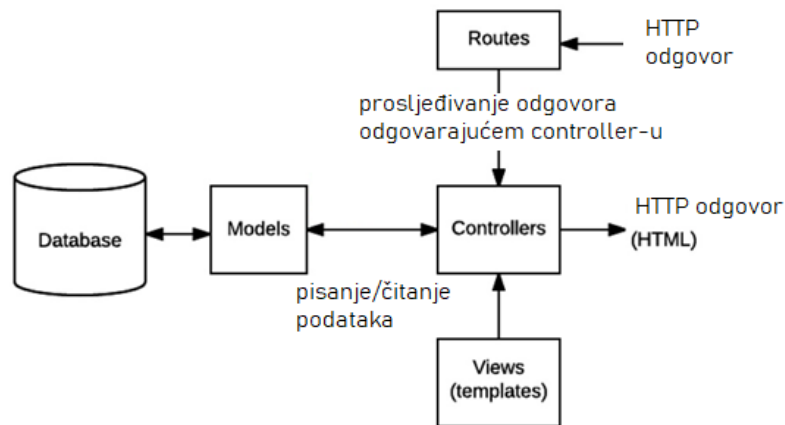 Routes
HTTP
odgovor
prosljeđivanje odgovora
odgovarajućem controller-u
Database
Models
Controllers
HTTP odgovor
(HTML)
pisanje/čitanje
podataka
Views
(templates)